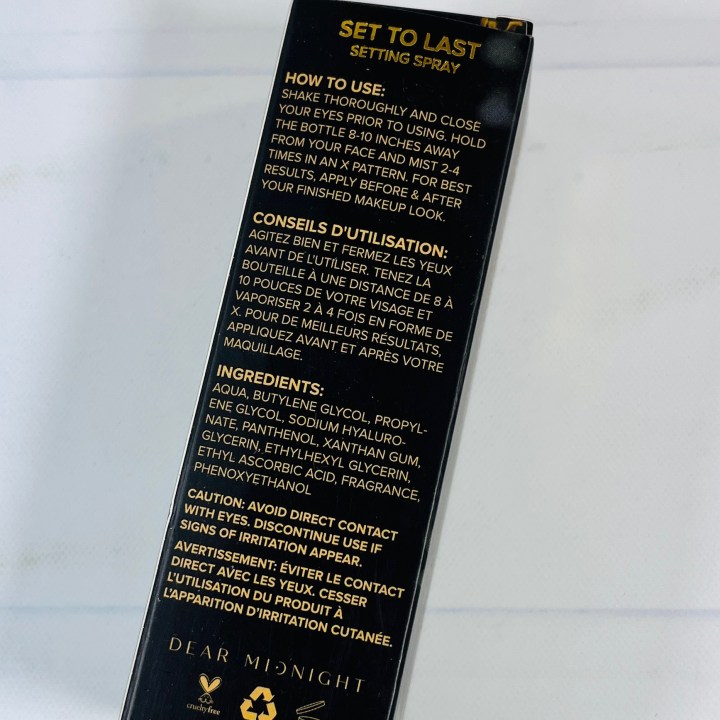 SET TO LAST
SETTING SPRAY
HOW TO USE:
SHAKE THOROUGHLY AND CLOSE
YOUR EYES PRIOR TO USING. HOLD
THE BOTTLE 8-10 INCHES AWAY
FROM YOUR FACE AND MIST 2-4
TIMES IN AN X PATTERN. FOR BEST
RESULTS, APPLY BEFORE & AFTER
YOUR FINISHED MAKEUP LOOK.
CONSEILS D'UTILISATION:
AGITEZ BIEN ET FERMEZ LES YEUX
AVANT DE L'UTILISER. TENEZ LA
BOUTEILLE À UNE DISTANCE DE 8 À
10 POUCES DE VOTRE VISAGE ET
VAPORISER 2 À 4 FOIS EN FORME DE
X. POUR DE MEILLEURS RÉSULTATS,
APPLIQUEZ AVANT ET APRÈS VOTRE
MAQUILLAGE.
INGREDIENTS:
AQUA, BUTYLENE GLYCOL, PROPYL-
ENE GLYCOL, SODIUM HYALURO-
NATE, PANTHENOL, XANTHAN GUM,
GLYCERIN, ETHYLHEXYL GLYCERIN,
ETHYL ASCORBIC ACID, FRAGRANCE,
PHENOXYETHANOL
CAUTION: AVOID DIRECT CONTACT
WITH EYES. DISCONTINUE USE IF
SIGNS OF IRRITATION APPEAR.
AVERTISSEMENT: ÉVITER LE CONTACT
DIRECT AVEC LES YEUX. CESSER
L'UTILISATION DU PRODUIT À
L'APPARITION D'IRRITATION CUTANÉE.
DEAR MIDNIGHT
crueltyfree